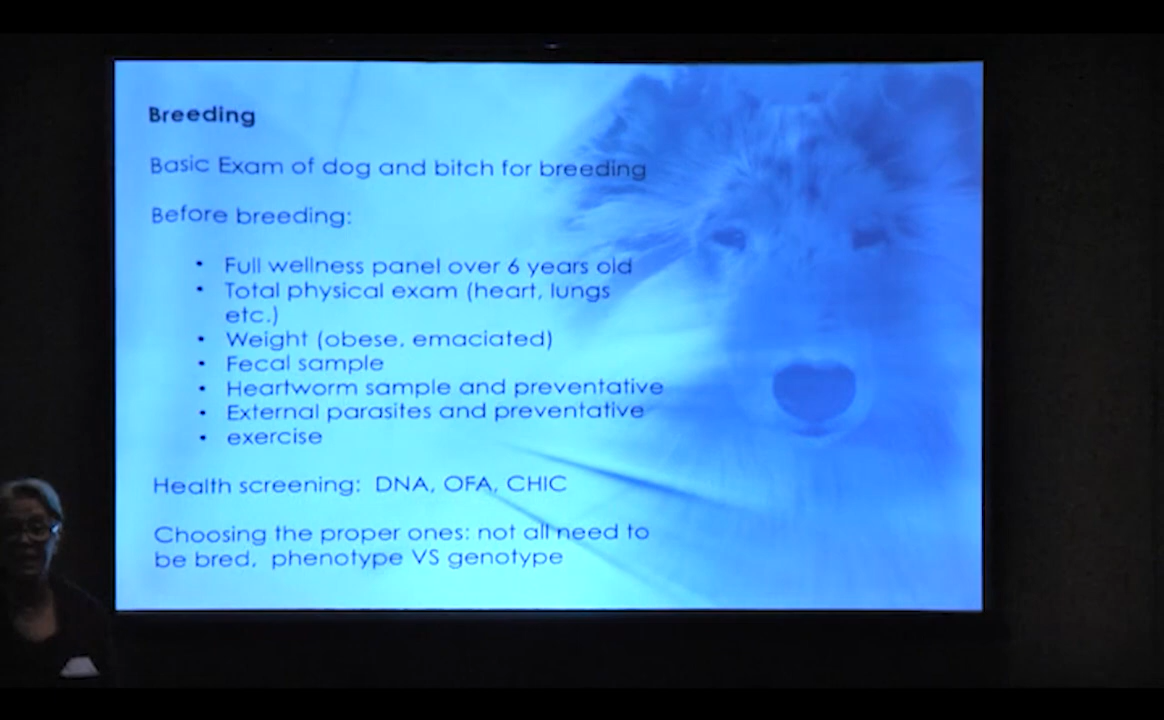 Breeding
Basic Exam of dog and bitch for breeding
Before breeding:
• Full wellness panel over 6 years old
• Total physical exam (heart, lungs
etc.)
• Weight (obese, emaciated)
• Fecal sample
• Heartworm sample and preventative
• External parasites and preventative
• exercise
Health screening: DNA, OFA, CHIC
Choosing the proper ones: not all need to
be bred, phenotype VS genotype